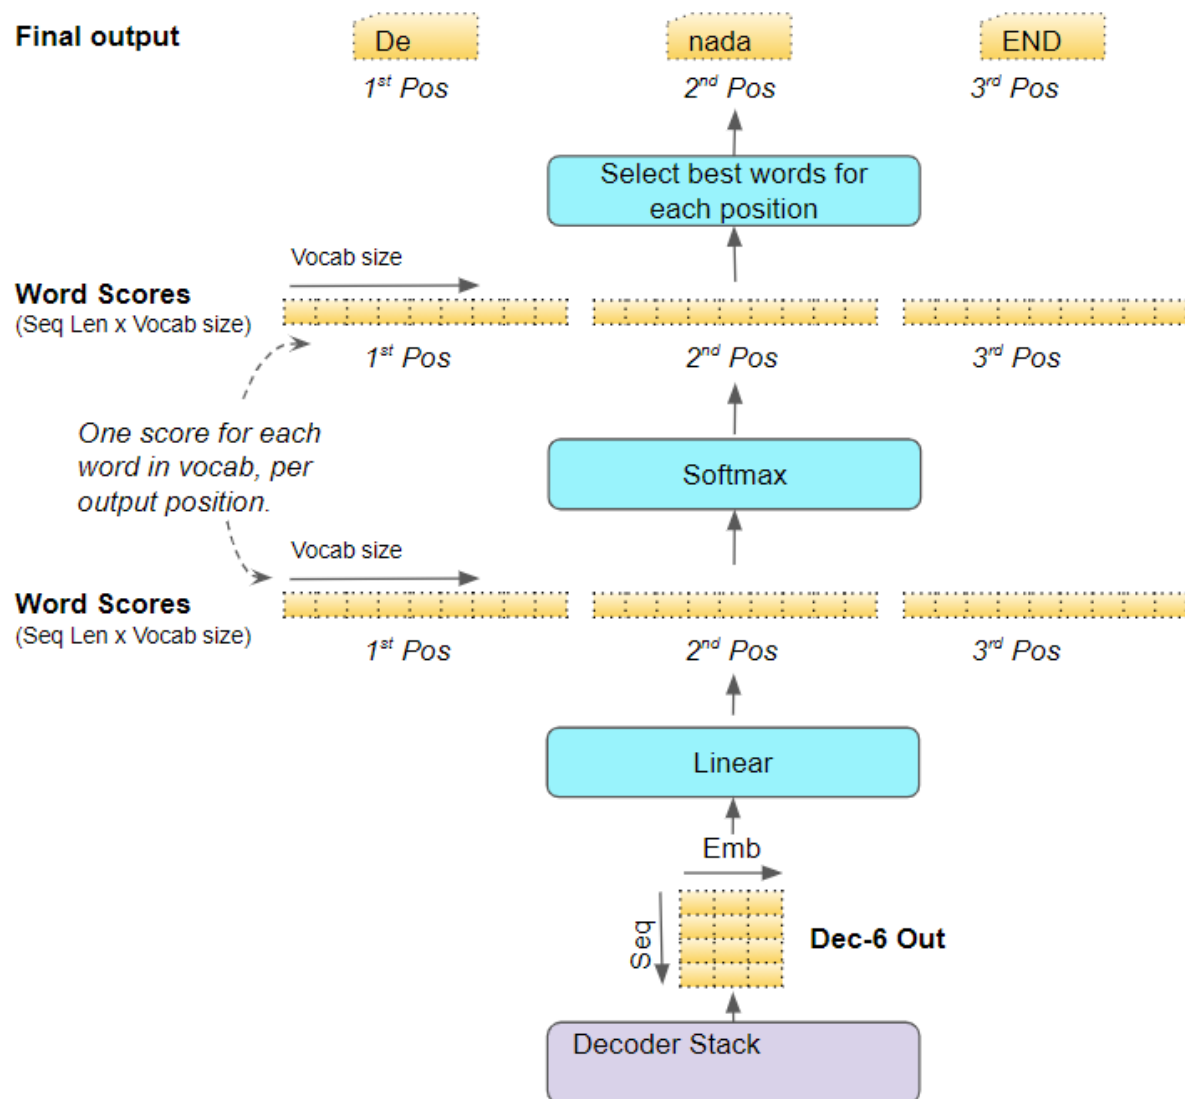 Final output
De
nada
END
1st Pos
2nd Pos
3rd Pos
Select best words for
each position
Vocab size
Word Scores
(Seq Len x Vocab size)
1st Pos
2nd Pos
3rd Pos
One score for each
word in vocab, per
output position.
Softmax
Vocab size
Word Scores
(Seq Len x Vocab size)
1st Pos
2nd Pos
3rd Pos
Linear
Emb
Seq
Dec-6 Out
Decoder Stack